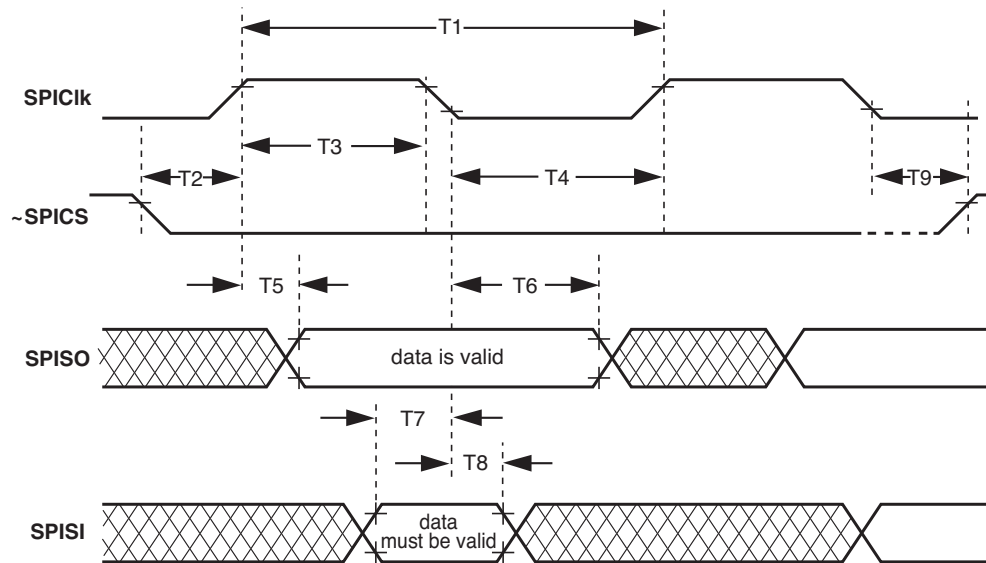 T1
SPIClk
T3
T2
T4
T9
~SPICS
T5
T6
SPISO
data is valid
T7
T8
SPISI
data
must be valid